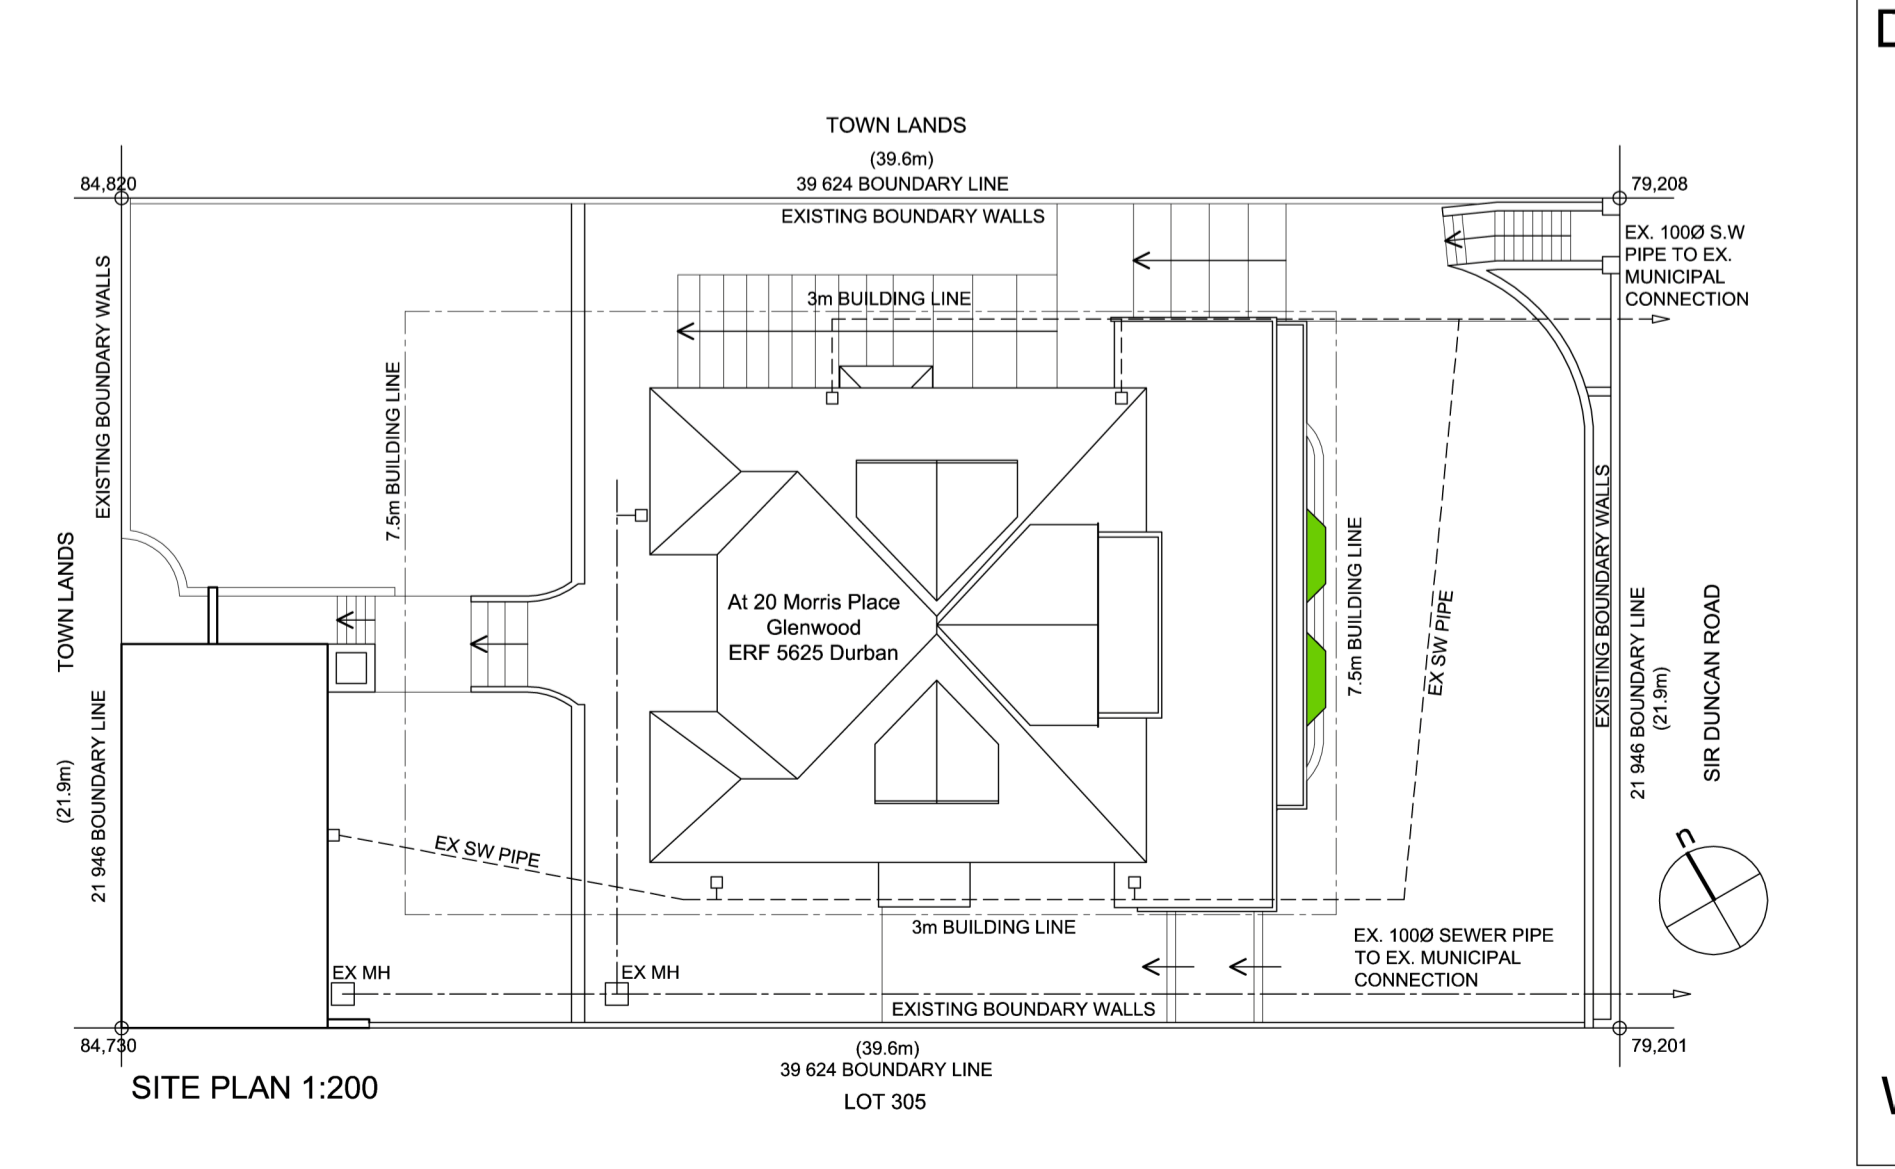 TOWN LANDS
(39.6m)
39 624 BOUNDARY LINE
84,820
79,208
EXISTING BOUNDARY WALLS
EX. 100Ø S.W
PIPE TO EX.
MUNICIPAL
CONNECTION
3m BUILDING LINE
EXISTING BOUNDARY WALLS
7.5m BUILDING LINE
TOWN LANDS
21 946 BOUNDARY LINE
(21.9m)
At 20 Morris Place
Glenwood
ERF 5625 Durban
7.5m BUILDING LINE
EX SW PIPE
EXISTING BOUNDARY WALLS
21 946 BOUNDARY LINE
(21.9m)
SIR DUNCAN ROAD
n
EX SW PIPE
3m BUILDING LINE
EX. 100Ø SEWER PIPE
TO EX. MUNICIPAL
CONNECTION
EX MH
EX MH
EXISTING BOUNDARY WALLS
84,730
79,201
(39.6m)
39 624 BOUNDARY LINE
SITE PLAN 1:200
LOT 305